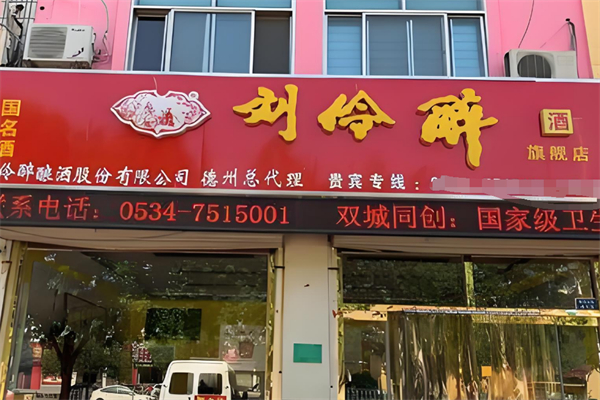 国名酒
刘伶醉
酒
旗舰店
伶醉酿酒股份有限公司 德州总代理 贵宾专线:
联系电话:0534-7515001 双城同创:国家级卫生